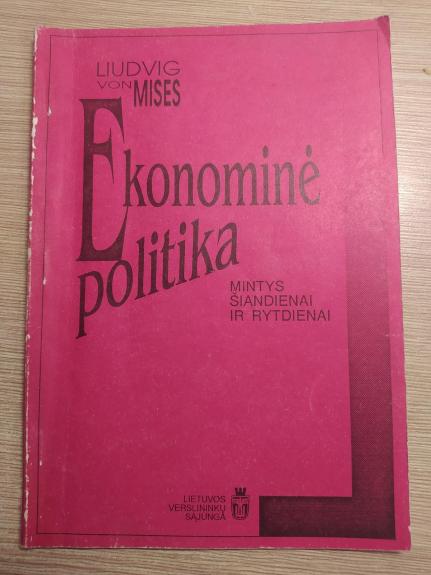 LIUDVIG
VON MISES
Ekonominė
politika
MINTYS
ŠIANDIENAI
IR RYTDIENAI
LIETUVOS
VERSLININKŲ
SĄJUNGA